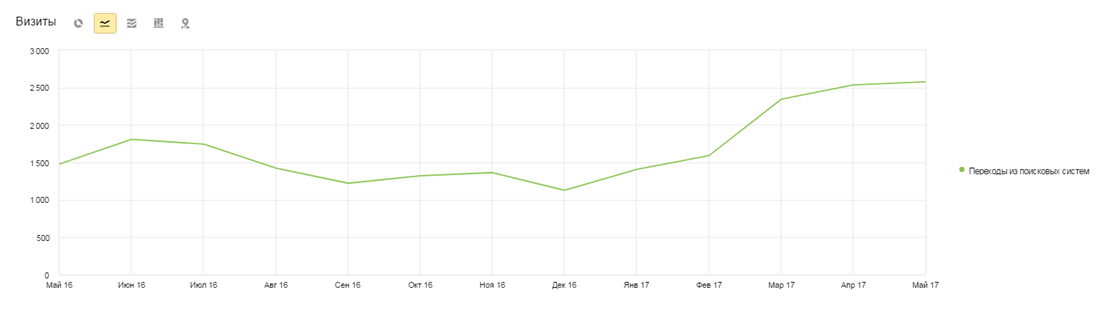 Визиты
3 000
2 500
2 000
1 500
1 000
500
0
Май 16 Июн 16 Июл 16 Авг 16 Сен 16 Окт 16 Ноя 16 Дек 16 Янв 17 Фев 17 Мар 17 Апр 17 Май 17
Переходы из поисковых систем